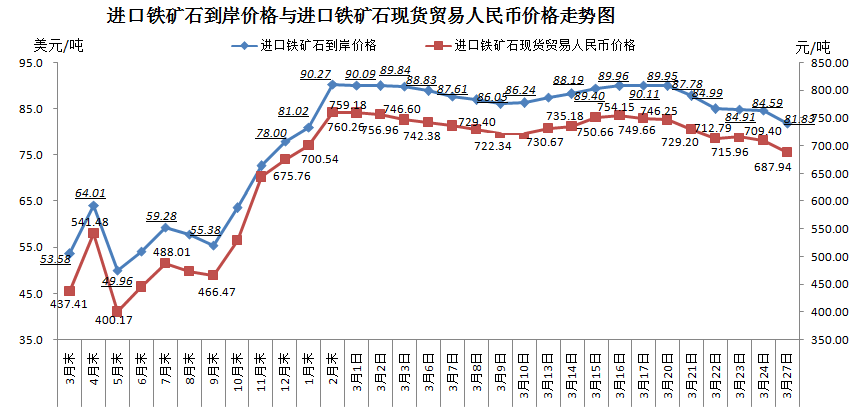 进口铁矿石到岸价格与进口铁矿石现货贸易人民币价格走势图
美元/吨
进口铁矿石到岸价格
进口铁矿石现货贸易人民币价格
元/吨
95.0
85.0
75.0
65.0
55.0
45.0
35.0
850.00
800.00
750.00
700.00
650.00
600.00
550.00
500.00
450.00
400.00
350.00
53.58
64.01
49.96
59.28
55.38
78.00
81.02
90.27
90.09
89.84
88.83
87.61
86.05
86.24
88.19
89.40
89.96
90.11
89.95
87.78
84.99
84.91
84.59
81.83
437.41
541.48
400.17
488.01
466.47
675.76
700.54
759.18
760.26
756.96
746.60
742.38
729.40
722.34
730.67
735.18
750.66
754.15
749.66
746.25
729.20
712.79
715.96
709.40
687.94
3月末
4月末
5月末
6月末
7月末
8月末
9月末
10月末
11月末
12月末
1月末
2月末
3月1日
3月2日
3月3日
3月6日
3月7日
3月8日
3月9日
3月10日
3月13日
3月14日
3月15日
3月16日
3月17日
3月20日
3月21日
3月22日
3月23日
3月24日
3月27日